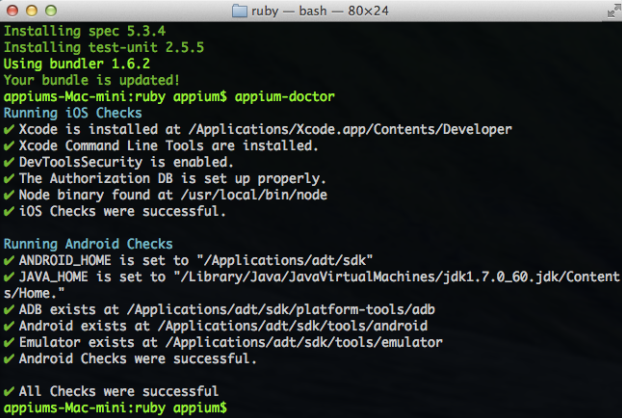 ruby — bash — 80×24
Installing spec 5.3.4
Installing test-unit 2.5.5
Using bundler 1.6.2
Your bundle is updated!
appiums-Mac-mini:ruby appium$ appium-doctor
Running iOS Checks
✔ Xcode is installed at /Applications/Xcode.app/Contents/Developer
✔ Xcode Command Line Tools are installed.
✔ DevToolsSecurity is enabled.
✔ The Authorization DB is set up properly.
✔ Node binary found at /usr/local/bin/node
✔ iOS Checks were successful.
Running Android Checks
✔ ANDROID_HOME is set to "/Applications/adt/sdk"
✔ JAVA_HOME is set to "/Library/Java/JavaVirtualMachines/jdk1.7.0_60.jdk/Content
s/Home."
✔ ADB exists at /Applications/adt/sdk/platform-tools/adb
✔ Android exists at /Applications/adt/sdk/tools/android
✔ Emulator exists at /Applications/adt/sdk/tools/emulator
✔ Android Checks were successful.
✔ All Checks were successful
appiums-Mac-mini:ruby appium$